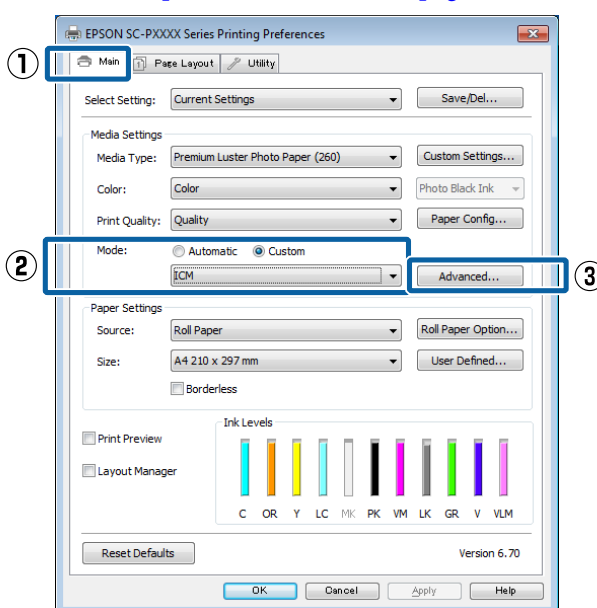 EPSON SC-PXXXX Series Printing Preferences
① Main Page Layout Utility
Select Setting: Current Settings Save/Del...
Media Settings
Media Type: Premium Luster Photo Paper (260) Custom Settings...
Color: Color Photo Black Ink
Print Quality: Quality Paper Config...
Mode: Automatic Custom
② ICM Advanced... ③
Paper Settings
Source: Roll Paper Roll Paper Option...
Size: A4 210 x 297 mm User Defined...
Borderless
Ink Levels
Print Preview
Layout Manager
C OR Y LC MK PK VM LK GR V VLM
Reset Defaults Version 6.70
OK Cancel Apply Help